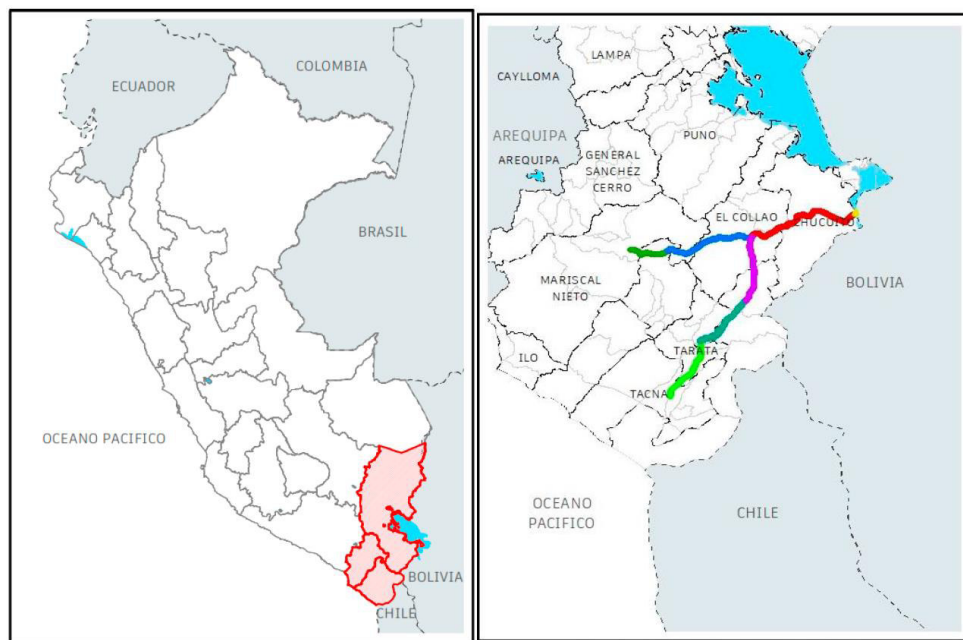 COLOMBIA
ECUADOR
BRASIL
OCEANO PACIFICO
BOLIVIA
CHILE
LAMPA
CAYLLOMA
AREQUIPA
AREQUIPA
PUNO
GENERAL
SANCHEZ
CERRO
EL COLLAO
CHUCUITO
MARISCAL
NIETO
BOLIVIA
ILO
TARATA
TACNA
OCEANO
PACIFICO
CHILE